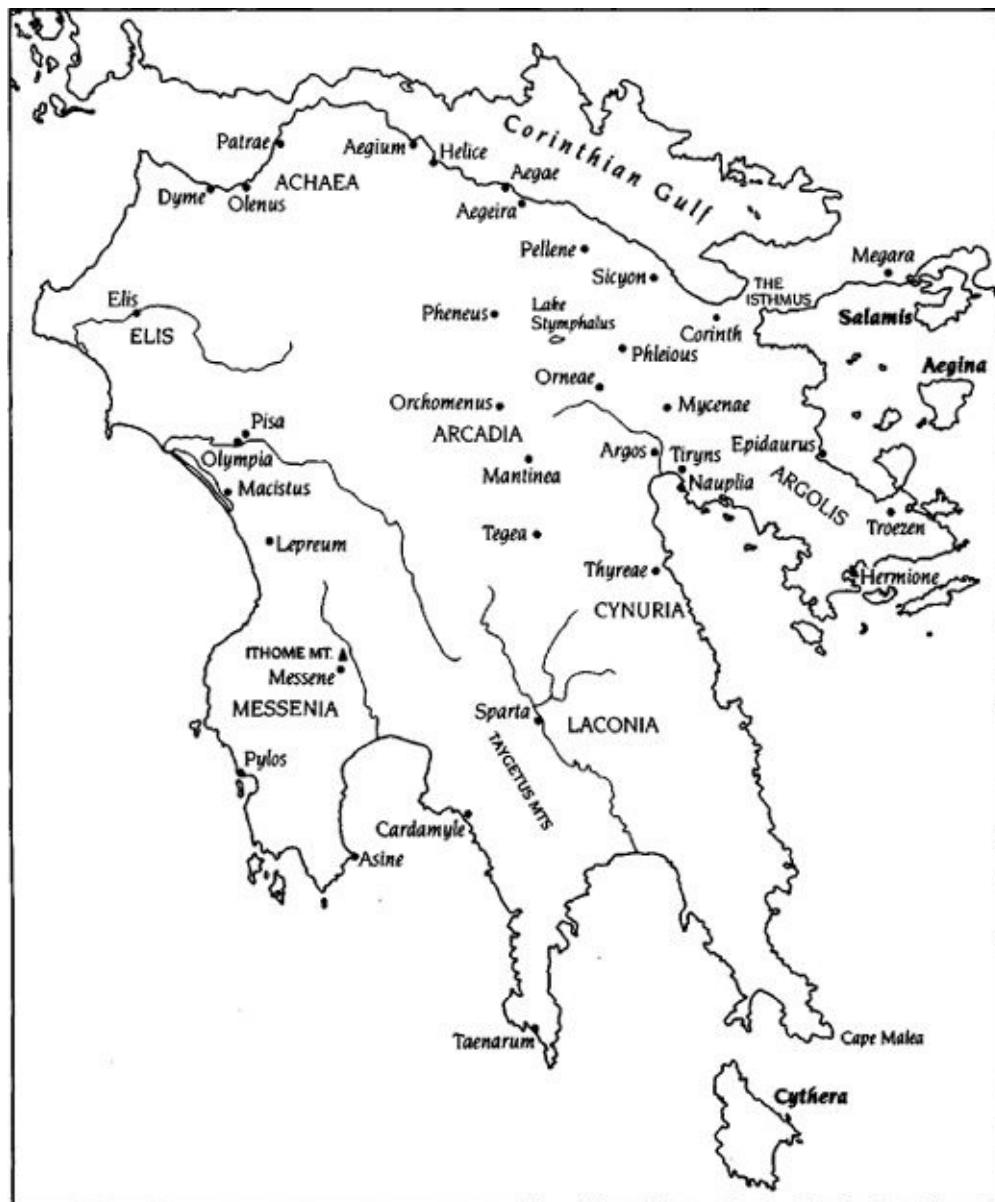 Corinthian Gulf
Patrae
Aegium
Helice
ACHAEA
Dyme
Olenus
Aegae
Aegeira
Pellene
Sicyon
Megara
THE
ISTHMUS
Elis
ELIS
Pheneus
Lake
Stymphalus
Corinth
Salamis
Phleious
Aegina
Orneae
Orchomenus
Mycenae
ARCADIA
Pisa
Olympia
Argos
Tiryns
Epidaurus
Mantinea
Nauplia
ARGOLIS
Macistus
Troezen
Tegea
Lepreum
Thyreae
Hermione
CYNURIA
ITHOME MT.
Messene
MESSENIA
Sparta
LACONIA
TAYGETUS MTS
Pylos
Cardamyle
Asine
Taenarum
Cape Malea
Cythera